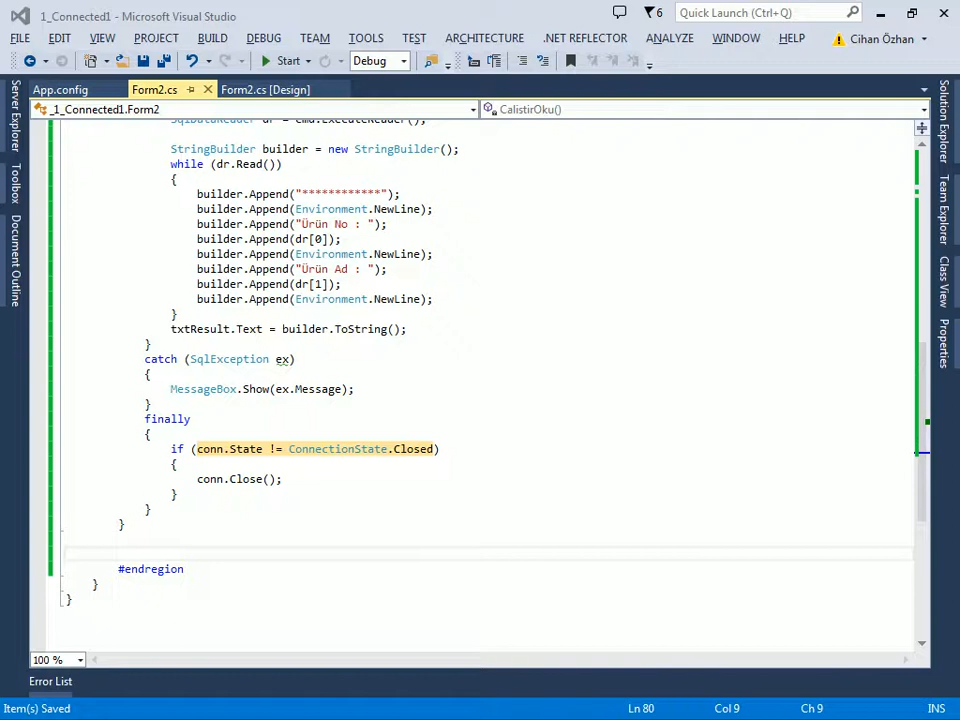 1_Connected1 - Microsoft Visual Studio
6
Quick Launch (Ctrl+Q)
FILE EDIT VIEW PROJECT BUILD DEBUG TEAM TOOLS TEST ARCHITECTURE .NET REFLECTOR ANALYZE WINDOW HELP Cihan Özhan
Start Debug
App.config Form2.cs Form2.cs [Design]
_1_Connected1.Form2 CalistirOku()
SqlDataReader dr = cmd.ExecuteReader();
StringBuilder builder = new StringBuilder();
while (dr.Read())
{
builder.Append("************");
builder.Append(Environment.NewLine);
builder.Append("Ürün No : ");
builder.Append(dr[0]);
builder.Append(Environment.NewLine);
builder.Append("Ürün Ad : ");
builder.Append(dr[1]);
builder.Append(Environment.NewLine);
}
txtResult.Text = builder.ToString();
}
catch (SqlException ex)
{
MessageBox.Show(ex.Message);
}
finally
{
if (conn.State != ConnectionState.Closed)
{
conn.Close();
}
}
}
#endregion
}
}
Server Explorer
Toolbox
Document Outline
Solution Explorer
Team Explorer
Class View
Properties
100 %
Error List
Item(s) Saved Ln 80 Col 9 Ch 9 INS